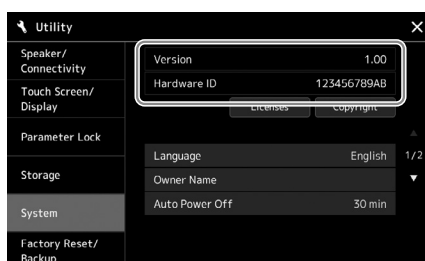 Utility
Speaker/
Connectivity
Touch Screen/
Display
Parameter Lock
Storage
System
Factory Reset/
Backup
Version 1.00
Hardware ID 123456789AB
Licenses Copyright
Language English
Owner Name
Auto Power Off 30 min
1/2